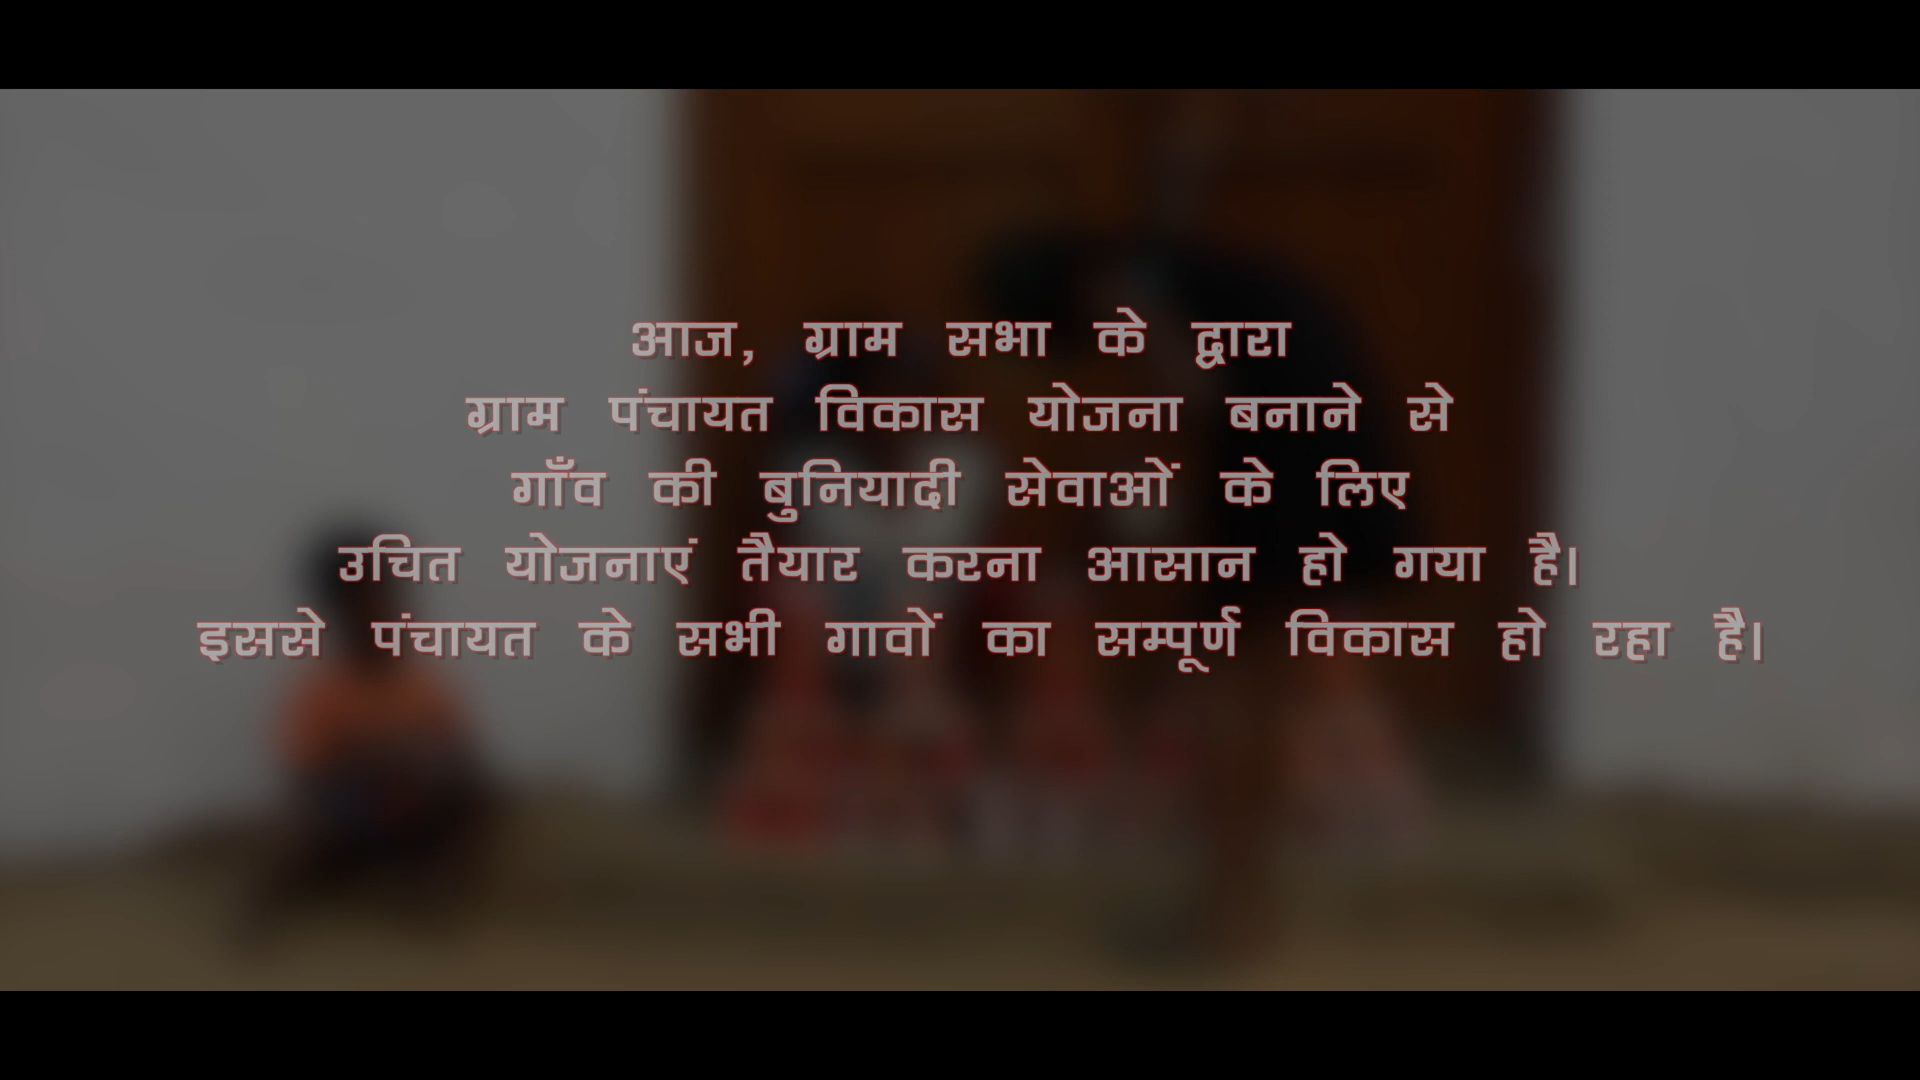 आज, ग्राम सभा के द्वारा
ग्राम पंचायत विकास योजना बनाने से
गाँव की बुनियादी सेवाओं के लिए
उचित योजनाएं तैयार करना आसान हो गया है।
इससे पंचायत के सभी गावों का सम्पूर्ण विकास हो रहा है।